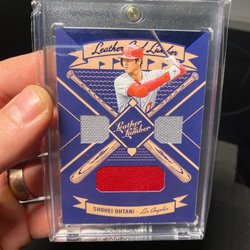 Leather and Lumber
Leather
& Lumber
SHOHEI OHTANI - Los Angeles